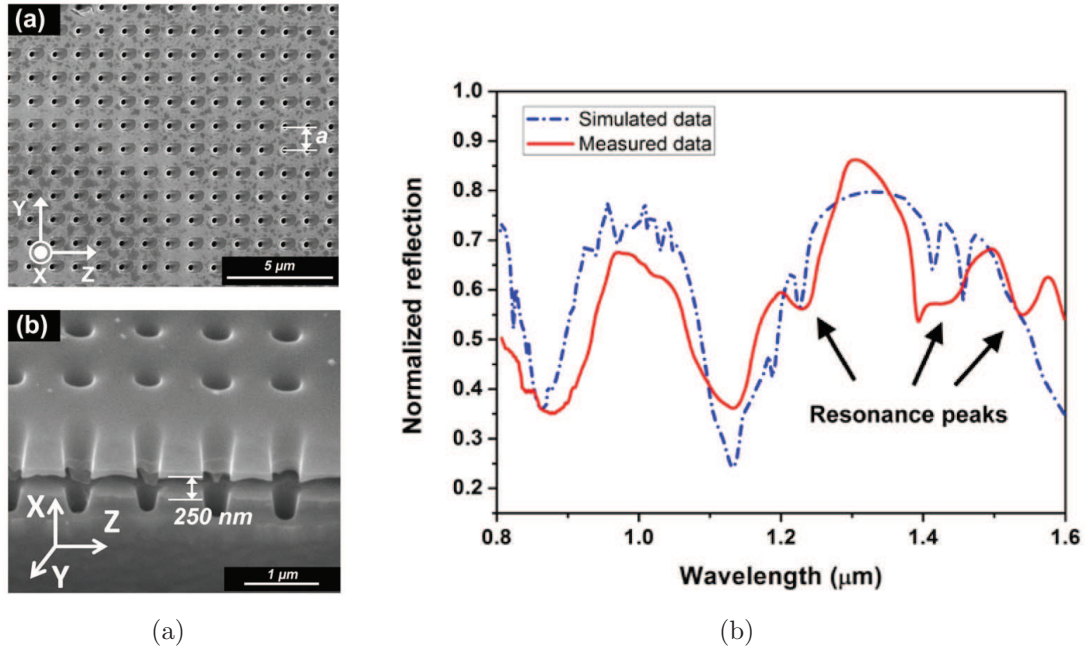 (a)
a
Y
X
Z
5 µm
(b)
250 nm
X
Z
Y
1 µm
(a)
1.0
0.9
0.8
0.7
0.6
0.5
0.4
0.3
0.2
Normalized reflection
Simulated data
Measured data
Resonance peaks
0.8
1.0
1.2
1.4
1.6
Wavelength (µm)
(b)